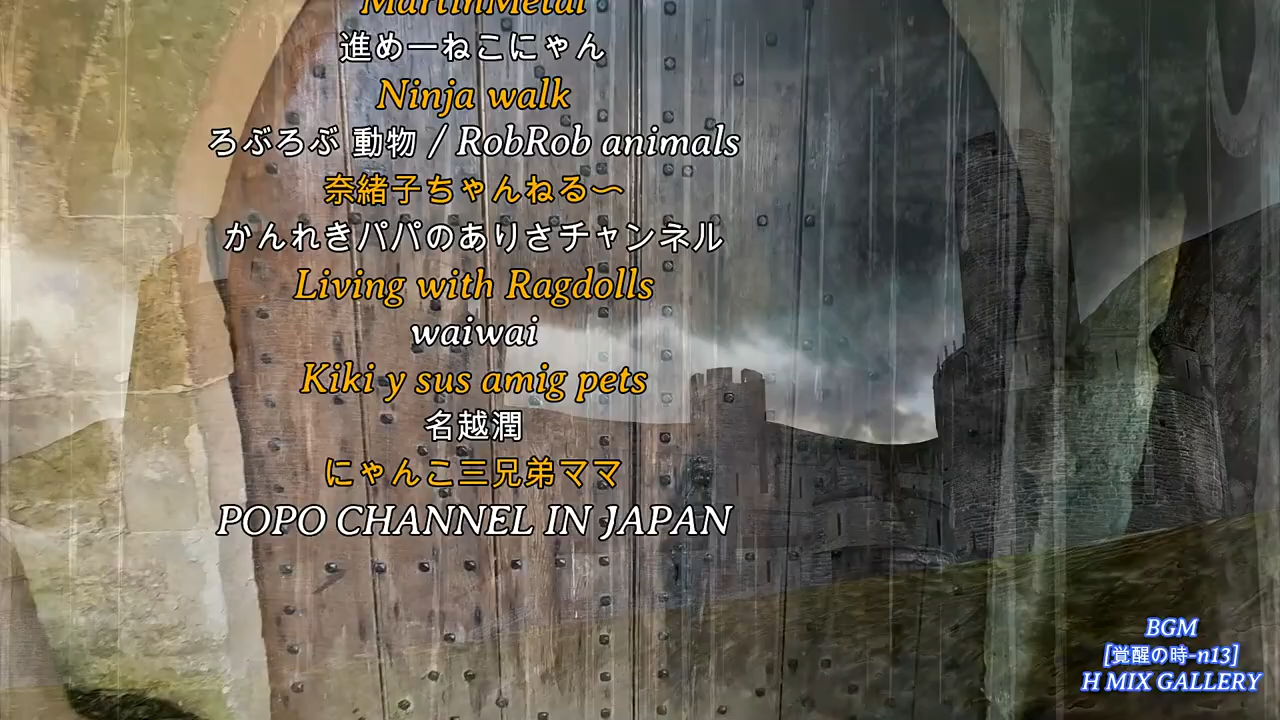 MartinMetal
進めーねこにゃん
Ninja walk
ろぶろぶ 動物 / RobRob animals
奈緒子ちゃんねる〜
かんれきパパのありさチャンネル
Living with Ragdolls
waiwai
Kiki y sus amig pets
名越潤
にゃんこ三兄弟ママ
POPO CHANNEL IN JAPAN
BGM
[覚醒の時-n13]
H MIX GALLERY